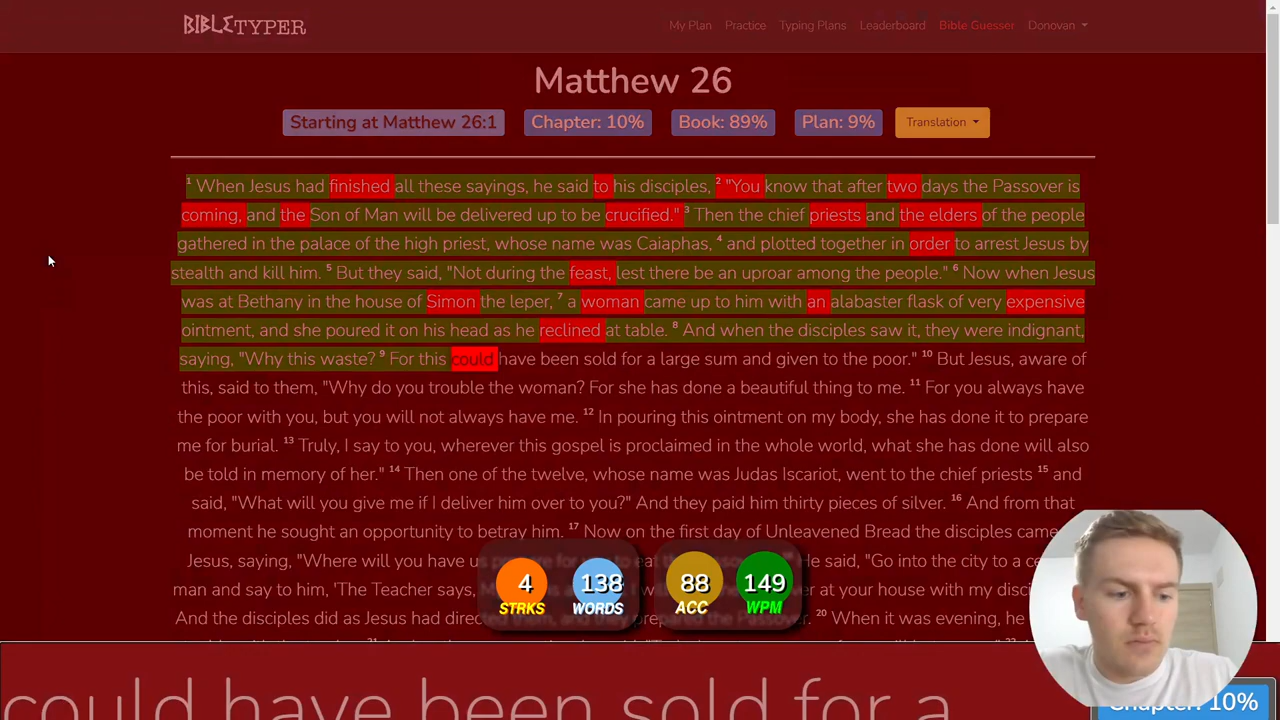 BIBLETYPER
My Plan Practice Typing Plans Leaderboard Bible Guesser Donovan
Matthew 26
Starting at Matthew 26:1 Chapter: 10% Book: 89% Plan: 9% Translation
1 When Jesus had finished all these sayings, he said to his disciples, 2 "You know that after two days the Passover is
coming, and the Son of Man will be delivered up to be crucified." 3 Then the chief priests and the elders of the people
gathered in the palace of the high priest, whose name was Caiaphas, 4 and plotted together in order to arrest Jesus by
stealth and kill him. 5 But they said, "Not during the feast, lest there be an uproar among the people." 6 Now when Jesus
was at Bethany in the house of Simon the leper, 7 a woman came up to him with an alabaster flask of very expensive
ointment, and she poured it on his head as he reclined at table. 8 And when the disciples saw it, they were indignant,
saying, "Why this waste? 9 For this could have been sold for a large sum and given to the poor." 10 But Jesus, aware of
this, said to them, "Why do you trouble the woman? For she has done a beautiful thing to me. 11 For you always have
the poor with you, but you will not always have me. 12 In pouring this ointment on my body, she has done it to prepare
me for burial. 13 Truly, I say to you, wherever this gospel is proclaimed in the whole world, what she has done will also
be told in memory of her." 14 Then one of the twelve, whose name was Judas Iscariot, went to the chief priests 15 and
said, "What will you give me if I deliver him over to you?" And they paid him thirty pieces of silver. 16 And from that
moment he sought an opportunity to betray him. 17 Now on the first day of Unleavened Bread the disciples came
Jesus, saying, "Where will you have us prepare for you to eat the He said, "Go into the city to a
man and say to him, 'The Teacher says, at your house with my
And the disciples did as Jesus had directed them, and they prepared the Passover. 20 When it was evening, he
4 138 88 149
STRKS WORDS ACC WPM
could have been sold for a
Chapter: 10%